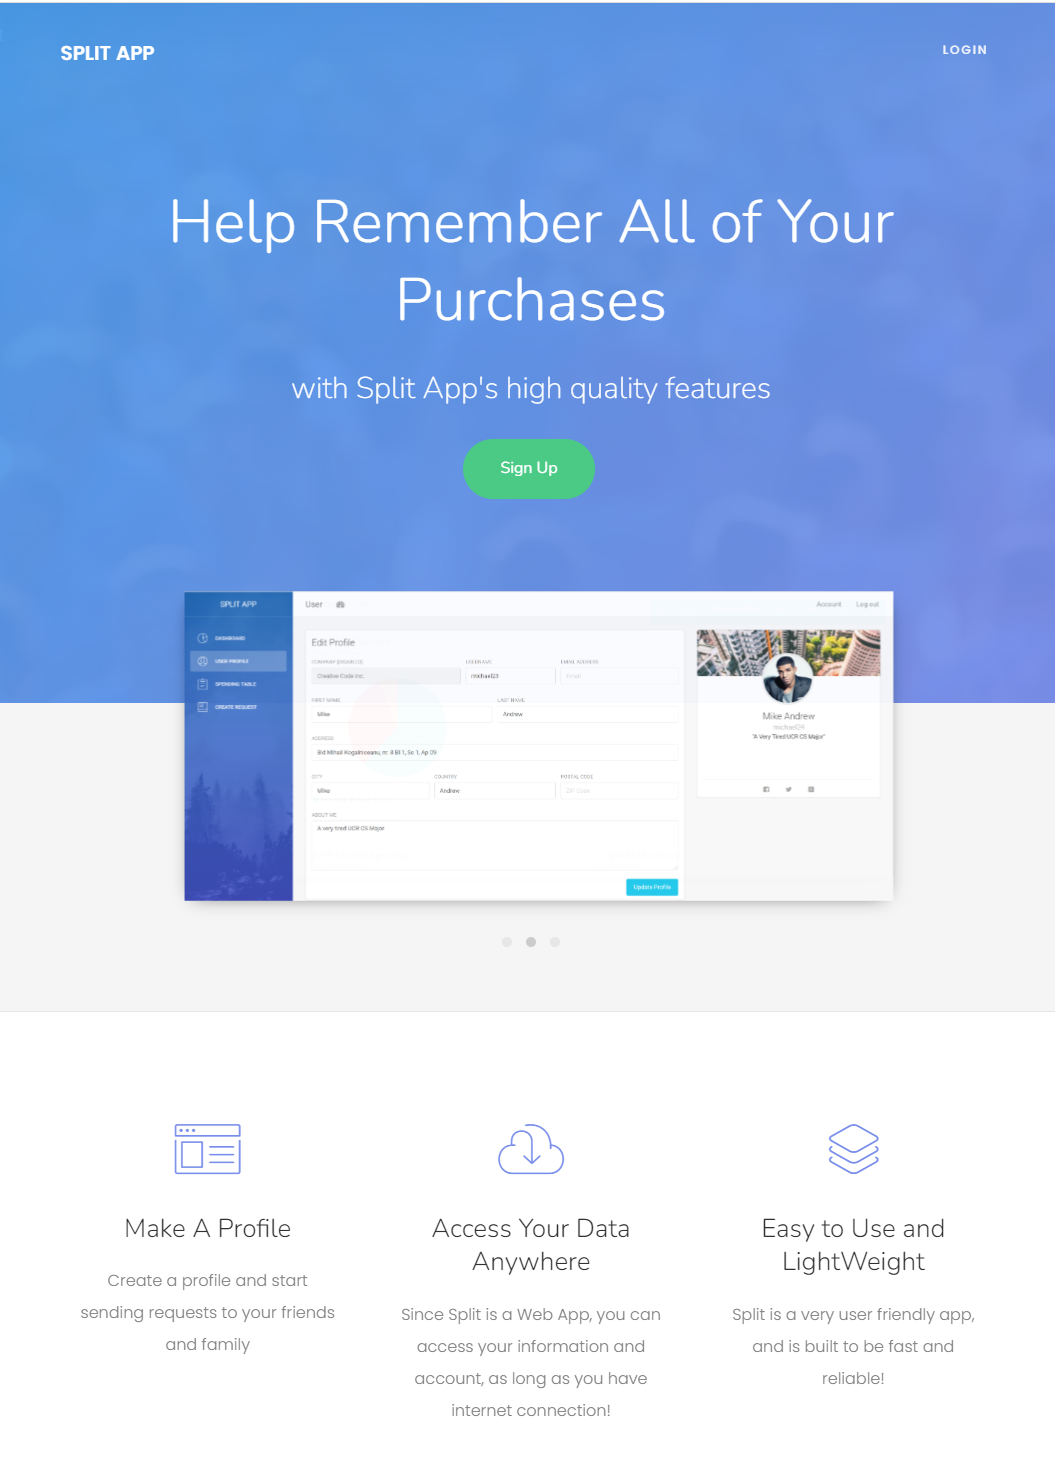 SPLIT APP
LOGIN
Help Remember All of Your
Purchases
with Split App's high quality features
Sign Up
SPLIT APP
User
Account
Log out
DASHBOARD
USER PROFILE
SPENDING TABLE
CREATE REQUEST
Edit Profile
COMPANY (DISABLED)
USERNAME
EMAIL ADDRESS
Creative Code Inc.
michael23
Email
FIRST NAME
LAST NAME
Mike
Andrew
ADDRESS
Bld Mihail Kogalniceanu, nr. 8 Bl 1, Sc 1, Ap 09
CITY
COUNTRY
POSTAL CODE
Mike
Andrew
ZIP Code
ABOUT ME
A very tired UCR CS Major
Update Profile
Mike Andrew
michael24
"A Very Tired UCR CS Major"
Make A Profile
Create a profile and start
sending requests to your friends
and family
Access Your Data
Anywhere
Since Split is a Web App, you can
access your information and
account, as long as you have
internet connection!
Easy to Use and
LightWeight
Split is a very user friendly app,
and is built to be fast and
reliable!